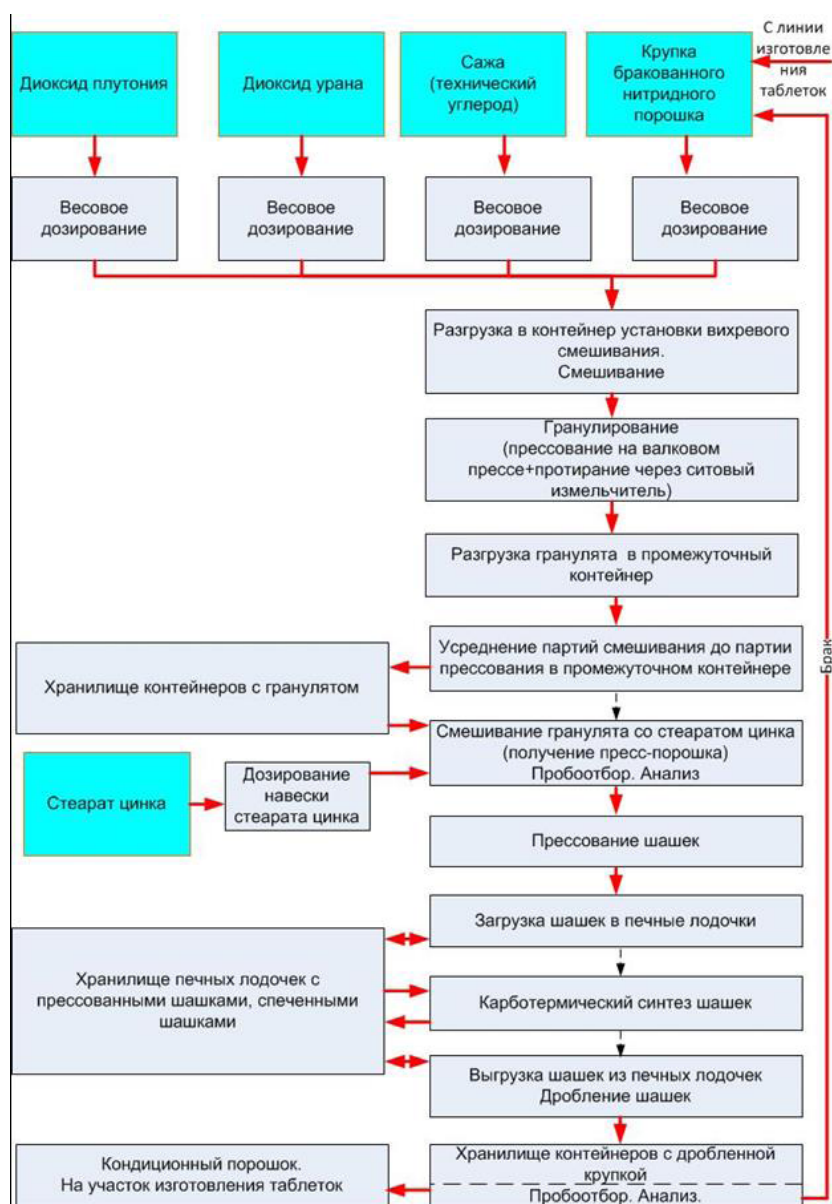 Диоксид плутония
Диоксид урана
Сажа
(технический
углерод)
Крупка
бракованного
нитридного
порошка
С линии
изготовле
ния
таблеток
Весовое
дозирование
Весовое
дозирование
Весовое
дозирование
Весовое
дозирование
Разгрузка в контейнер установки вихревого
смешивания.
Смешивание
Гранулирование
(прессование на валковом
прессе+протирание через ситовый
измельчитель)
Разгрузка гранулята в промежуточный
контейнер
Усреднение партий смешивания до партии
прессования в промежуточном контейнере
Хранилище контейнеров с гранулятом
Смешивание гранулята со стеаратом цинка
(получение пресс-порошка)
Пробоотбор. Анализ
Стеарат цинка
Дозирование
навески
стеарата цинка
Прессование шашек
Загрузка шашек в печные лодочки
Хранилище печных лодочек с
прессованными шашками, спеченными
шашками
Карботермический синтез шашек
Выгрузка шашек из печных лодочек
Дробление шашек
Хранилище контейнеров с дробленной
крупкой
Пробоотбор. Анализ.
Кондиционный порошок.
На участок изготовления таблеток
Брак